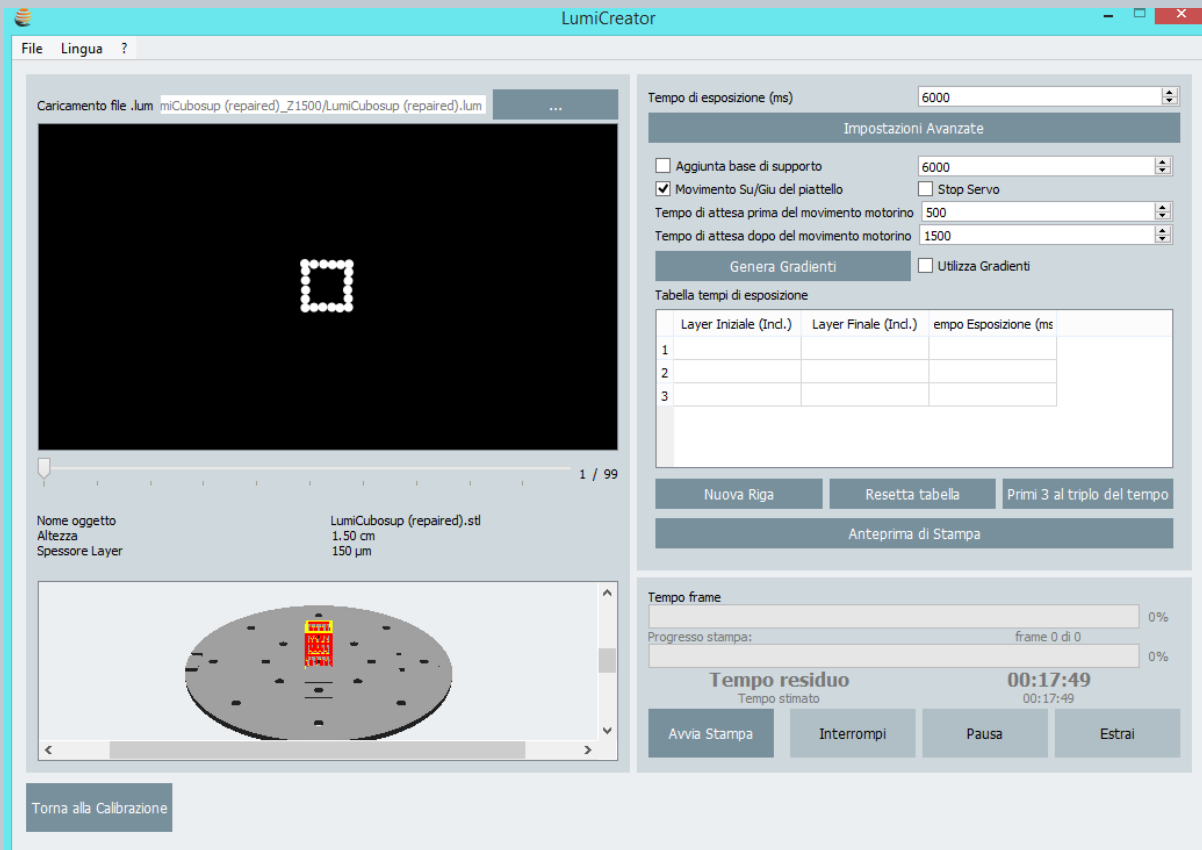 LumiCreator
File Lingua ?
Caricamento file .lum miCubosup (repaired)_Z1500/LumiCubosup (repaired).lum ...
1 / 99
Nome oggetto LumiCubosup (repaired).stl
Altezza 1.50 cm
Spessore Layer 150 µm
Torna alla Calibrazione
Tempo di esposizione (ms) 6000
Impostazioni Avanzate
Aggiunta base di supporto 6000
Movimento Su/Giu del piattello Stop Servo
Tempo di attesa prima del movimento motorino 500
Tempo di attesa dopo del movimento motorino 1500
Genera Gradienti Utilizza Gradienti
Tabella tempi di esposizione
Layer Iniziale (Incl.) Layer Finale (Incl.) empo Esposizione (ms
1
2
3
Nuova Riga Resetta tabella Primi 3 al triplo del tempo
Anteprima di Stampa
Tempo frame
0%
Progresso stampa: frame 0 di 0
0%
Tempo residuo 00:17:49
Tempo stimato 00:17:49
Avvia Stampa Interrompi Pausa Estrai